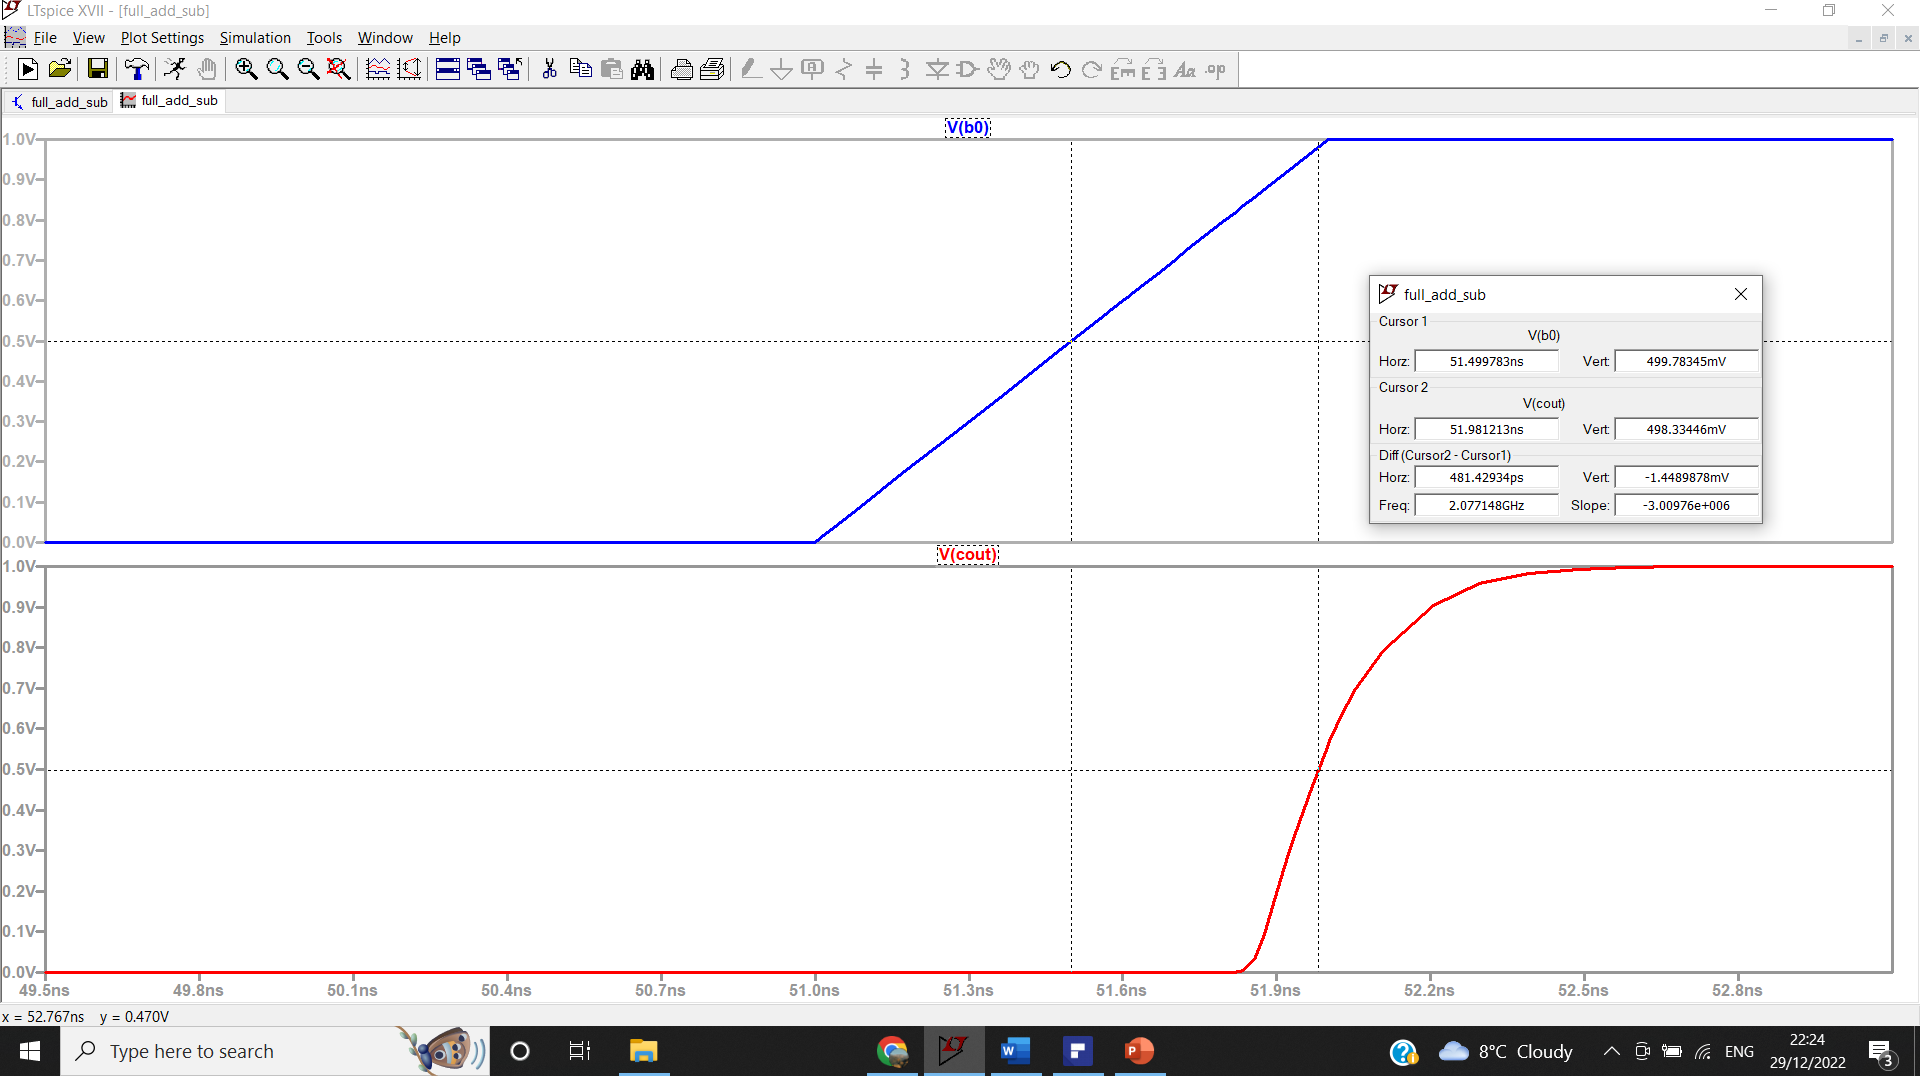 LTspice XVII - [full_add_sub]
File View Plot Settings Simulation Tools Window Help
full_add_sub full_add_sub
V(b0)
1.0V
0.9V
0.8V
0.7V
0.6V
0.5V
0.4V
0.3V
0.2V
0.1V
0.0V
full_add_sub
Cursor 1
V(b0)
Horz: 51.499783ns Vert: 499.78345mV
Cursor 2
V(cout)
Horz: 51.981213ns Vert: 498.33446mV
Diff (Cursor2 - Cursor1)
Horz: 481.42934ps Vert: -1.4489878mV
Freq: 2.077148GHz Slope: -3.00976e+006
V(cout)
1.0V
0.9V
0.8V
0.7V
0.6V
0.5V
0.4V
0.3V
0.2V
0.1V
0.0V
49.5ns 49.8ns 50.1ns 50.4ns 50.7ns 51.0ns 51.3ns 51.6ns 51.9ns 52.2ns 52.5ns 52.8ns
x = 52.767ns y = 0.470V
Type here to search
8°C Cloudy
ENG
22:24
29/12/2022
3